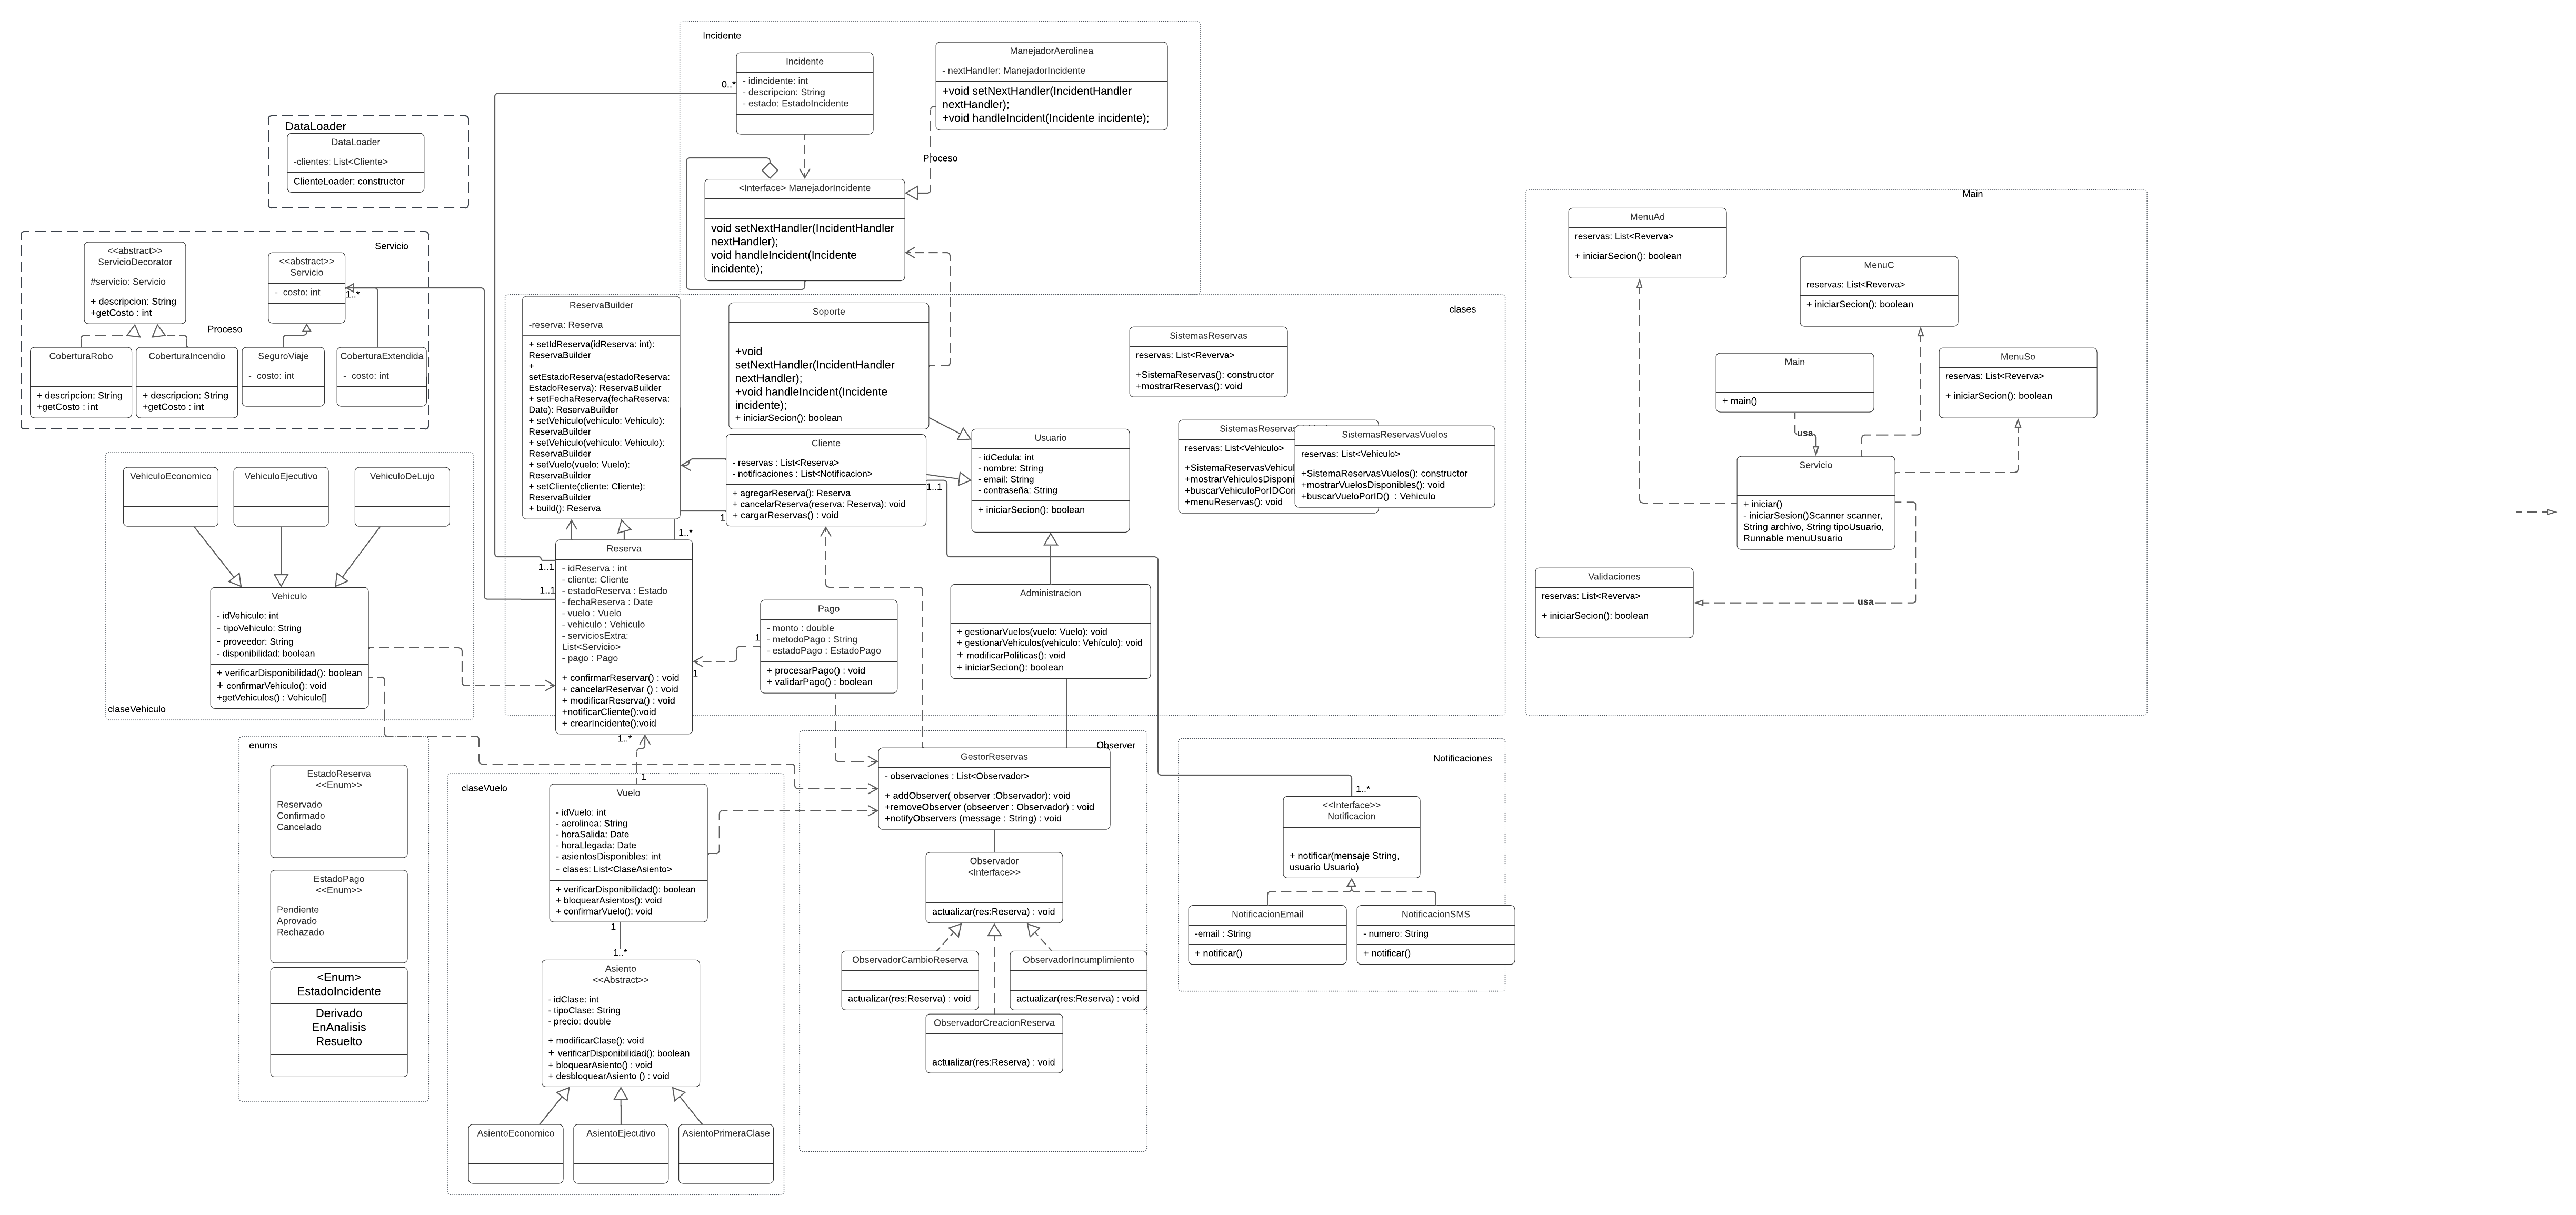 Incidente
Incidente
- idincidente: int
- descripcion: String
- estado: EstadoIncidente
0..*
ManejadorAerolinea
- nextHandler: ManejadorIncidente
+void setNextHandler(IncidentHandler
nextHandler);
+void handleIncident(Incidente incidente);
Proceso
<Interface> ManejadorIncidente
void setNextHandler(IncidentHandler
nextHandler);
void handleIncident(Incidente
incidente);
DataLoader
DataLoader
-clientes: List<Cliente>
ClienteLoader: constructor
Servicio
<<abstract>>
ServicioDecorator
#servicio: Servicio
+ descripcion: String
+getCosto : int
<<abstract>>
Servicio
- costo: int
1..*
Proceso
CoberturaRobo
+ descripcion: String
+getCosto : int
CoberturaIncendio
+ descripcion: String
+getCosto : int
SeguroViaje
- costo: int
CoberturaExtendida
- costo: int
clases
ReservaBuilder
-reserva: Reserva
+ setIdReserva(idReserva: int):
ReservaBuilder
+
setEstadoReserva(estadoReserva:
EstadoReserva): ReservaBuilder
+ setFechaReserva(fechaReserva:
Date): ReservaBuilder
+ setVehiculo(vehiculo: Vehiculo):
ReservaBuilder
+ setVehiculo(vehiculo: Vehiculo):
ReservaBuilder
+ setVuelo(vuelo: Vuelo):
ReservaBuilder
+ setCliente(cliente: Cliente):
ReservaBuilder
+ build(): Reserva
Soporte
+void
setNextHandler(IncidentHandler
nextHandler);
+void handleIncident(Incidente
incidente);
+ iniciarSecion(): boolean
Cliente
- reservas : List<Reserva>
- notificaciones : List<Notificacion>
+ agregarReserva(): Reserva
+ cancelarReserva(reserva: Reserva): void
+ cargarReservas() : void
1..1
1
1..*
Usuario
- idCedula: int
- nombre: String
- email: String
- contraseña: String
+ iniciarSecion(): boolean
SistemasReservas
reservas: List<Reverva>
+SistemaReservas(): constructor
+mostrarReservas(): void
SistemasReservas
reservas: List<Vehiculo>
+SistemaReservasVehicul
+mostrarVehiculosDisponi
+buscarVehiculoPorIDCon
+menuReservas(): void
SistemasReservasVuelos
reservas: List<Vehiculo>
+SistemaReservasVuelos(): constructor
+mostrarVuelosDisponibles(): void
+buscarVueloPorID() : Vehiculo
Reserva
- idReserva : int
- cliente: Cliente
- estadoReserva : Estado
- fechaReserva : Date
- vuelo : Vuelo
- vehiculo : Vehiculo
- serviciosExtra:
List<Servicio>
- pago : Pago
+ confirmarReservar() : void
+ cancelarReservar () : void
+ modificarReserva() : void
+notificarCliente():void
+ crearIncidente():void
1..1
1..1
1..*
1
Pago
- monto : double
- metodoPago : String
- estadoPago : EstadoPago
+ procesarPago() : void
+ validarPago() : boolean
1
1
Administracion
+ gestionarVuelos(vuelo: Vuelo): void
+ gestionarVehiculos(vehiculo: Vehículo): void
+ modificarPolíticas(): void
+ iniciarSecion(): boolean
Main
MenuAd
reservas: List<Reverva>
+ iniciarSecion(): boolean
MenuC
reservas: List<Reverva>
+ iniciarSecion(): boolean
MenuSo
reservas: List<Reverva>
+ iniciarSecion(): boolean
Main
+ main()
usa
Servicio
+ iniciar()
- iniciarSesion()Scanner scanner,
String archivo, String tipoUsuario,
Runnable menuUsuario
Validaciones
reservas: List<Reverva>
+ iniciarSecion(): boolean
usa
VehiculoEconomico
VehiculoEjecutivo
VehiculoDeLujo
Vehiculo
- idVehiculo: int
- tipoVehiculo: String
- proveedor: String
- disponibilidad: boolean
+ verificarDisponibilidad(): boolean
+ confirmarVehiculo(): void
+getVehiculos() : Vehiculo[]
claseVehiculo
enums
EstadoReserva
<<Enum>>
Reservado
Confirmado
Cancelado
EstadoPago
<<Enum>>
Pendiente
Aprovado
Rechazado
<Enum>
EstadoIncidente
Derivado
EnAnalisis
Resuelto
claseVuelo
Vuelo
- idVuelo: int
- aerolinea: String
- horaSalida: Date
- horaLlegada: Date
- asientosDisponibles: int
- clases: List<ClaseAsiento>
+ verificarDisponibilidad(): boolean
+ bloquearAsientos(): void
+ confirmarVuelo(): void
1
1..*
Asiento
<<Abstract>>
- idClase: int
- tipoClase: String
- precio: double
+ modificarClase(): void
+ verificarDisponibilidad(): boolean
+ bloquearAsiento() : void
+ desbloquearAsiento () : void
AsientoEconomico
AsientoEjecutivo
AsientoPrimeraClase
Observer
GestorReservas
- observaciones : List<Observador>
+ addObserver( observer :Observador): void
+removeObserver (obseerver : Observador) : void
+notifyObservers (message : String) : void
Observador
<Interface>>
actualizar(res:Reserva) : void
ObservadorCambioReserva
actualizar(res:Reserva) : void
ObservadorIncumplimiento
actualizar(res:Reserva) : void
ObservadorCreacionReserva
actualizar(res:Reserva) : void
Notificaciones
1..*
<<Interface>>
Notificacion
+ notificar(mensaje String,
usuario Usuario)
NotificacionEmail
-email : String
+ notificar()
NotificacionSMS
- numero: String
+ notificar()